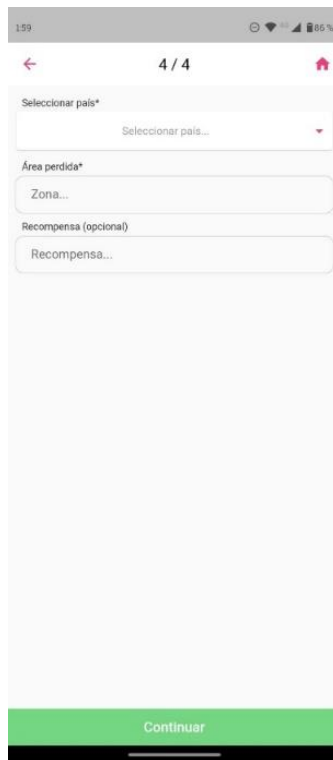 1:59
86 %
4 / 4
Seleccionar país*
Seleccionar país...
Área perdida*
Zona...
Recompensa (opcional)
Recompensa...
Continuar